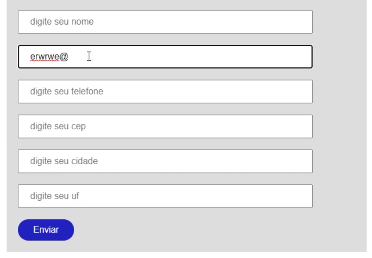 digite seu nome
erwrwe@
digite seu telefone
digite seu cep
digite seu cidade
digite seu uf
Enviar